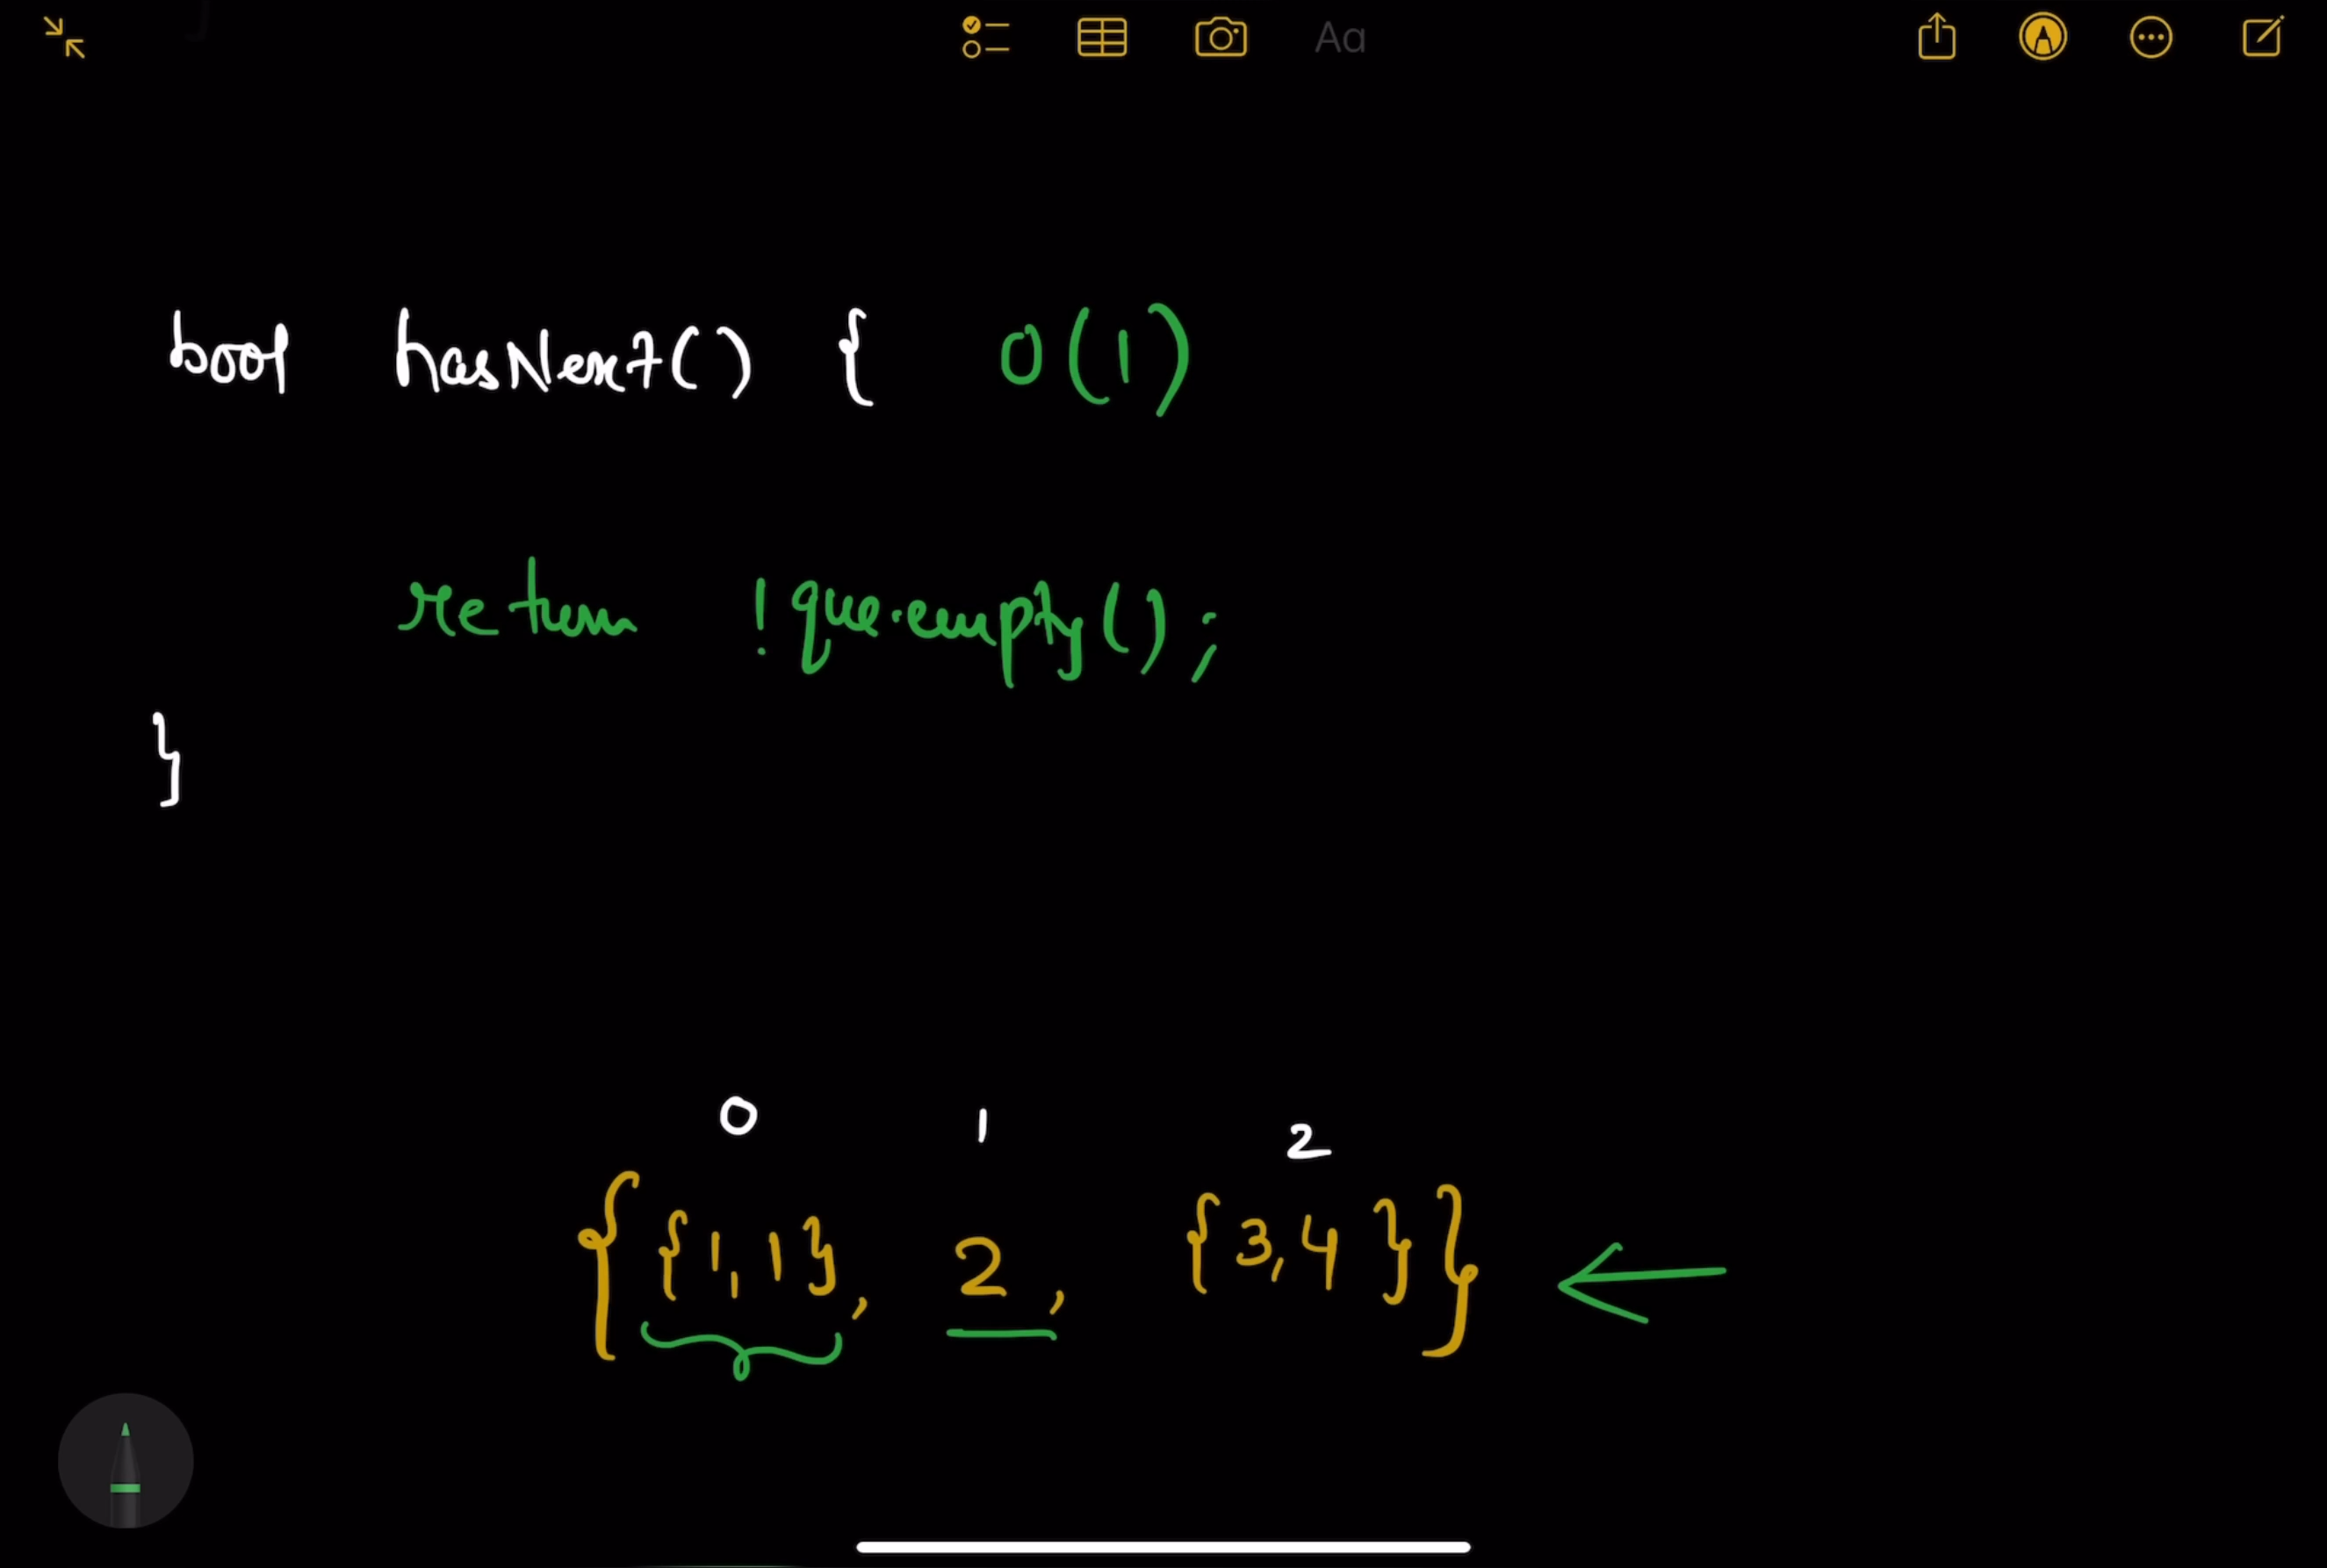 Aa
bool hasNext() { O(1)
return !que.empty();
}
0 1 2
{{1,1}, 2, {3,4}}